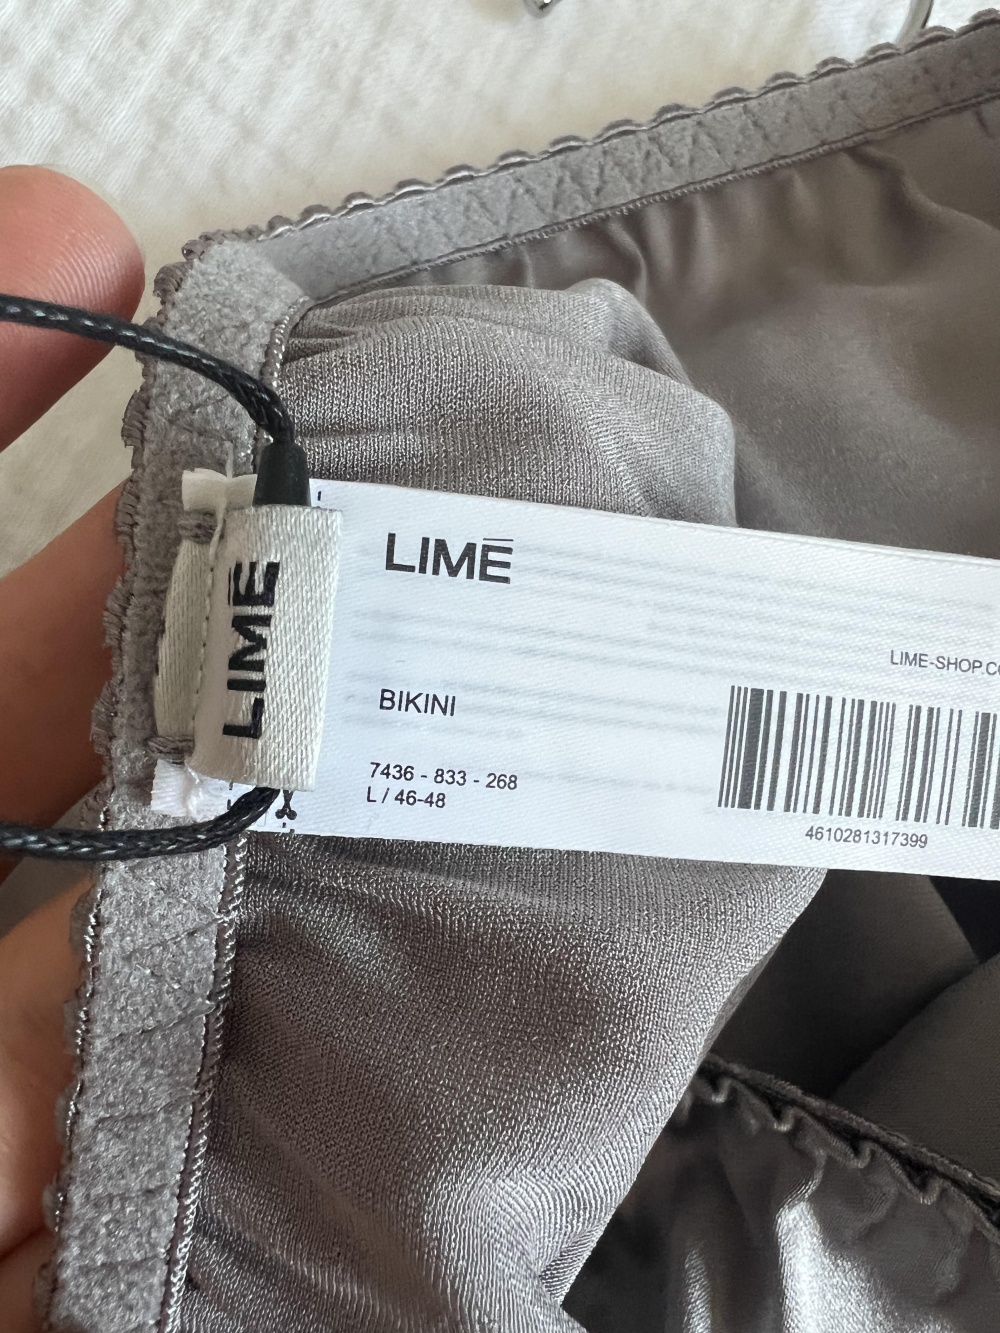 LIMĒ
LIMĒ
LIME-SHOP.CO
BIKINI
7436 - 833 - 268
L / 46-48
4610281317399